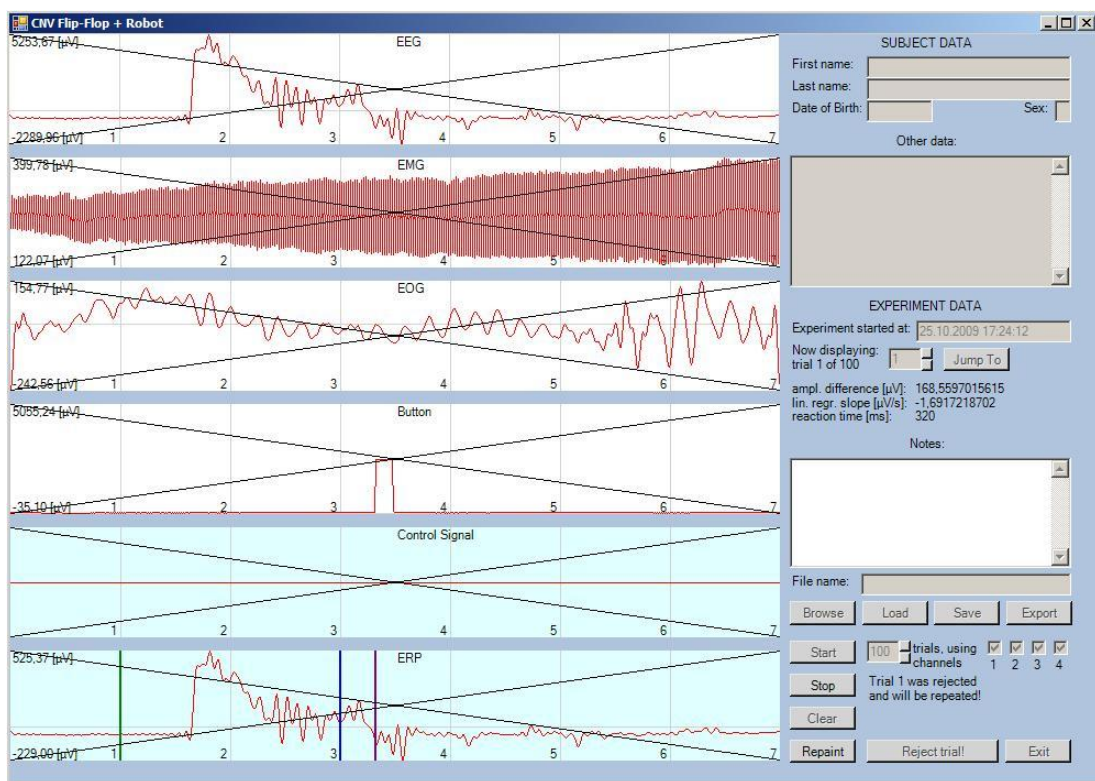 CNV Flip-Flop + Robot
5253,67 [µV]
EEG
-2289,96 [µV]
1 2 3 4 5 6 7
399,78 [µV]
EMG
122,07 [µV]
1 2 3 4 5 6 7
154,77 [µV]
EOG
-242,56 [µV]
1 2 3 4 5 6 7
5055,24 [µV]
Button
-35,10 [µV]
1 2 3 4 5 6 7
Control Signal
1 2 3 4 5 6 7
525,37 [µV]
ERP
-229,00 [µV]
1 2 3 4 5 6 7
SUBJECT DATA
First name:
Last name:
Date of Birth: Sex:
Other data:
EXPERIMENT DATA
Experiment started at: 25.10.2009 17:24:12
Now displaying:
trial 1 of 100 1 Jump To
ampl. difference [µV]: 168,5597015615
lin. regr. slope [µV/s]: -1,6917218702
reaction time [ms]: 320
Notes:
File name:
Browse Load Save Export
Start 100 trials, using
channels 1 2 3 4
Stop Trial 1 was rejected
and will be repeated!
Clear
Repaint Reject trial! Exit